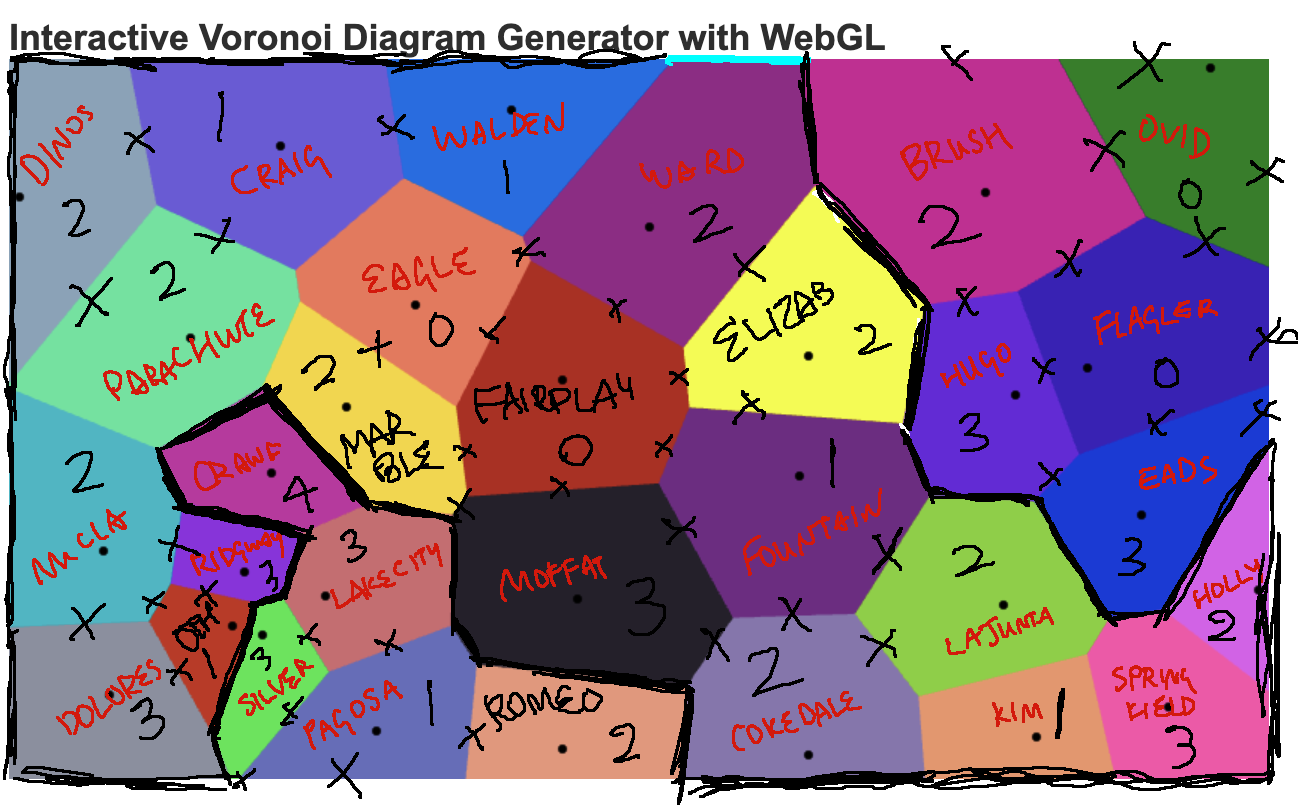 Interactive Voronoi Diagram Generator with WebGL
DINOS
2
1
CRAIG
WALDEN
1
WARD
2
BRUSH
2
OVID
0
2
PARACHUTE
EAGLE
0
ELIZAB
2
HUGO
3
FLAGLER
0
2
MAR
BLE
FAIRPLAY
0
2
NUCLA
CRAWF
4
1
FOUNTAIN
EADS
3
RIDGWAY
3
3
LAKECITY
MOFFAT
3
2
LAJUNTA
HOLLY
2
DOLORES
3
1
3
SILVER
PAGOSA
1
ROMEO
2
2
COKEDALE
KIM 1
SPRING
FIELD
3